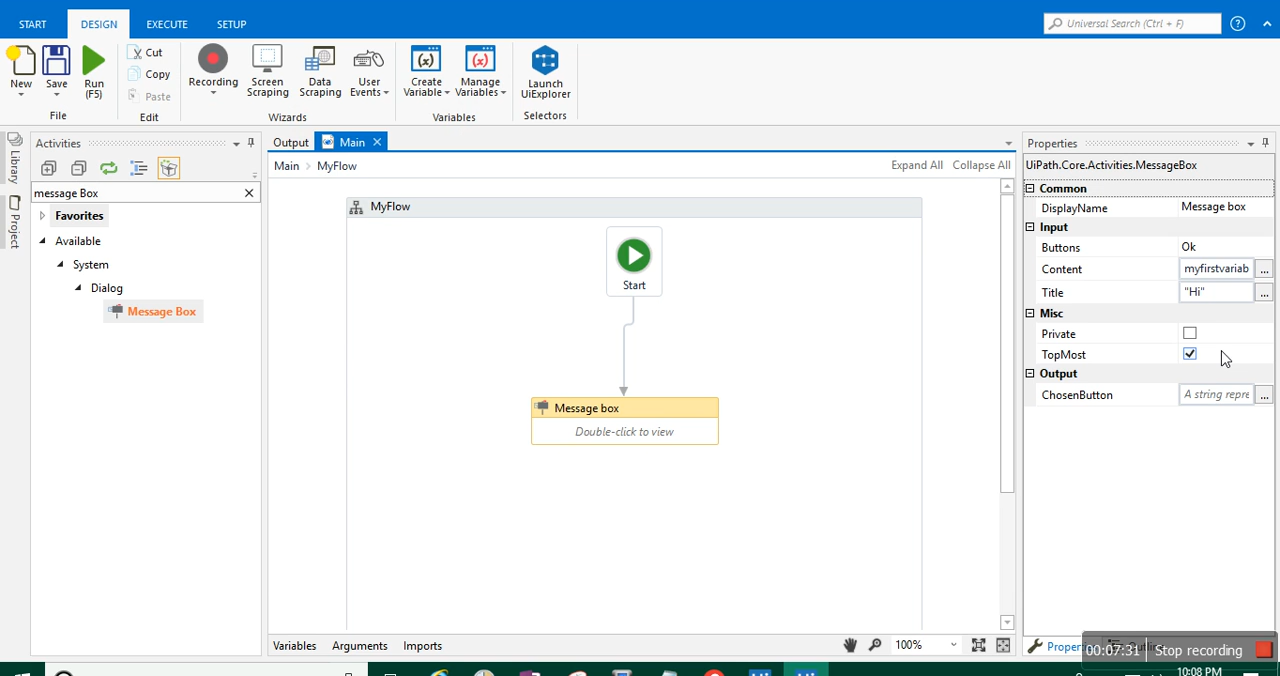 START DESIGN EXECUTE SETUP
Universal Search (Ctrl + F)
New
Save
Run
(F5)
Cut
Copy
Paste
File
Edit
Recording
Screen
Scraping
Data
Scraping
User
Events
Wizards
Create
Variable
Manage
Variables
Variables
Launch
UiExplorer
Selectors
Library
Project
Activities
message Box
Favorites
Available
System
Dialog
Message Box
Output Main
Main > MyFlow
Expand All Collapse All
MyFlow
Start
Message box
Double-click to view
Variables Arguments Imports
100%
Properties
UiPath.Core.Activities.MessageBox
Common
DisplayName Message box
Input
Buttons Ok
Content myfirstvariab ...
Title "Hi" ...
Misc
Private
TopMost
Output
ChosenButton A string repre ...
00:07:31 Stop recording
10:08 PM